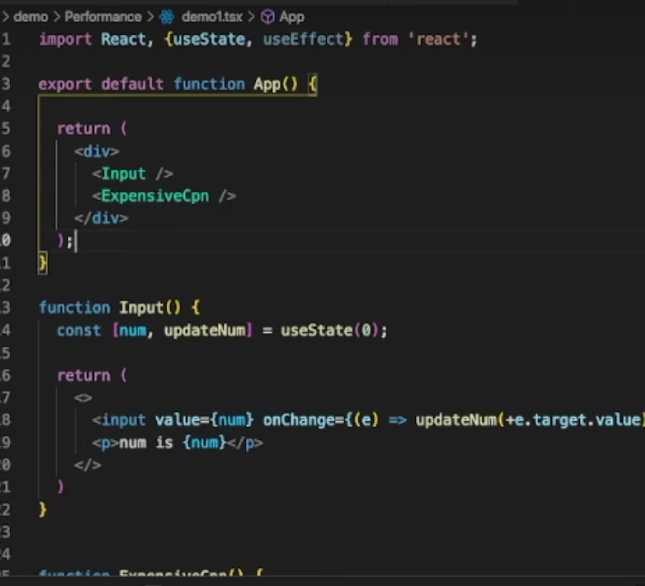 > demo > Performance > demo1.tsx > App
1 import React, {useState, useEffect} from 'react';
2
3 export default function App() {
4
5 return (
6 <div>
7 <Input />
8 <ExpensiveCpn />
9 </div>
0 );
1 }
2
3 function Input() {
4 const [num, updateNum] = useState(0);
5
6 return (
7 <>
8 <input value={num} onChange={(e) => updateNum(+e.target.value)
9 <p>num is {num}</p>
0 </>
1 )
2 }
3
4
5 function ExpensiveCpn() {